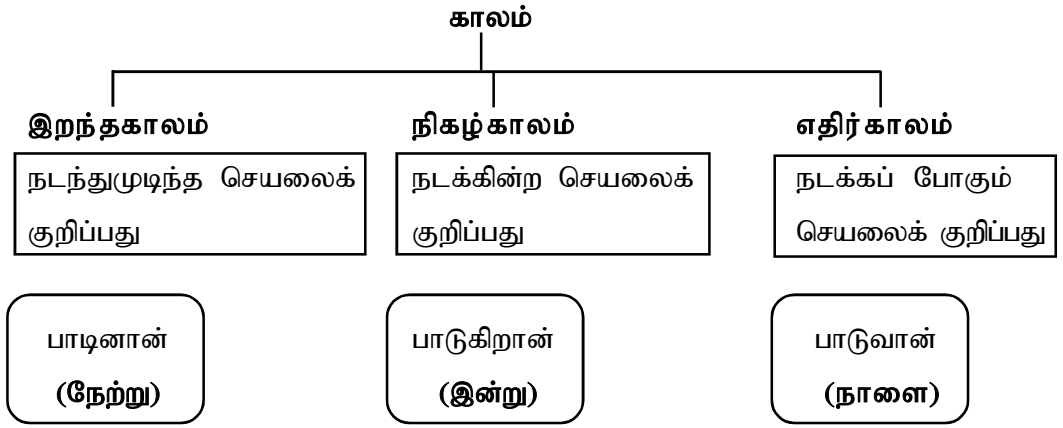 காலம்
இறந்தகாலம்
நிகழ்காலம்
எதிர்காலம்
நடந்துமுடிந்த செயலைக்
குறிப்பது
நடக்கின்ற செயலைக்
குறிப்பது
நடக்கப் போகும்
செயலைக் குறிப்பது
பாடினான்
(நேற்று)
பாடுகிறான்
(இன்று)
பாடுவான்
(நாளை)